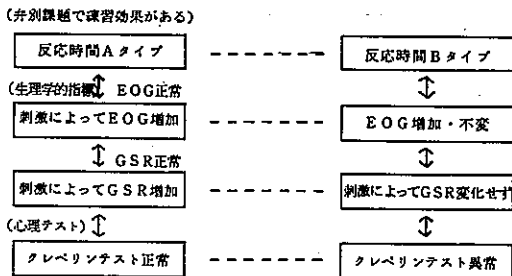 (弁別課題で練習効果がある)
反応時間Aタイプ
反応時間Bタイプ
(生理学的指標)
EOG正常
刺激によってEOG増加
EOG増加・不変
GSR正常
刺激によってGSR増加
刺激によってGSR変化せず
(心理テスト)
クレペリンテスト正常
クレペリンテスト異常